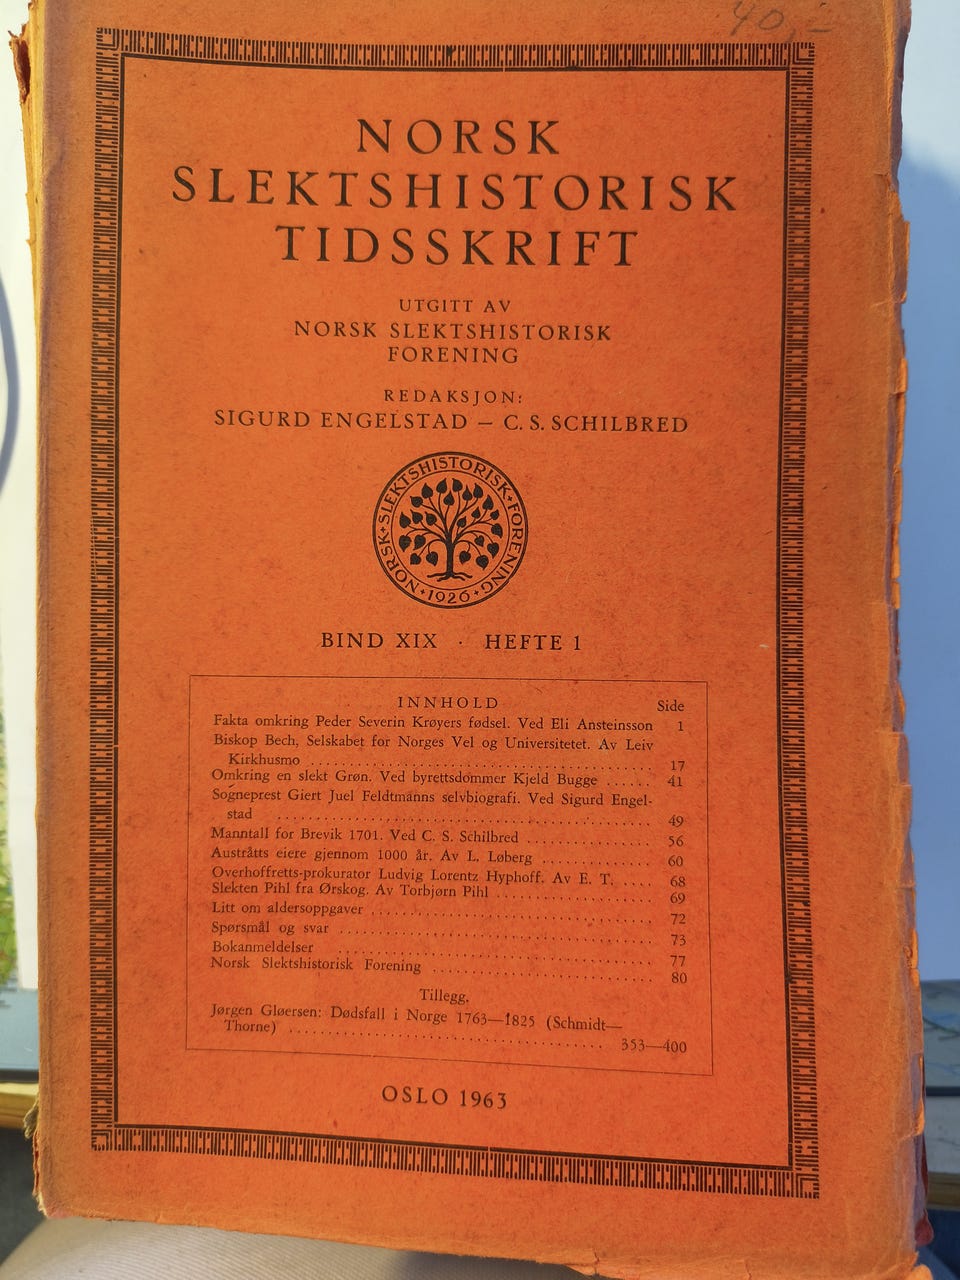 40,-
NORSK
SLEKTSHISTORISK
TIDSSKRIFT
UTGITT AV
NORSK SLEKTSHISTORISK
FORENING
REDAKSJON:
SIGURD ENGELSTAD — C. S. SCHILBRED
NORSK + SLEKTSHISTORISK + FORENING + 1926 +
BIND XIX · HEFTE 1
INNHOLD Side
Fakta omkring Peder Severin Krøyers fødsel. Ved Eli Ansteinsson 1
Biskop Bech, Selskabet for Norges Vel og Universitetet. Av Leiv
Kirkhusmo .......... 17
Omkring en slekt Grøn. Ved byrettsdommer Kjeld Bugge ...... 41
Sogneprest Giert Juel Feldtmanns selvbiografi. Ved Sigurd Engel-
stad .......... 49
Manntall for Brevik 1701. Ved C. S. Schilbred .......... 56
Austråtts eiere gjennom 1000 år. Av L. Løberg .......... 60
Overhoffretts-prokurator Ludvig Lorentz Hyphoff. Av E. T. .... 68
Slekten Pihl fra Ørskog. Av Torbjørn Pihl .......... 69
Litt om aldersoppgaver .......... 72
Spørsmål og svar .......... 73
Bokanmeldelser .......... 77
Norsk Slektshistorisk Forening .......... 80
Tillegg.
Jørgen Gløersen: Dødsfall i Norge 1763—1825 (Schmidt—
Thorne) .......... 353—400
OSLO 1963